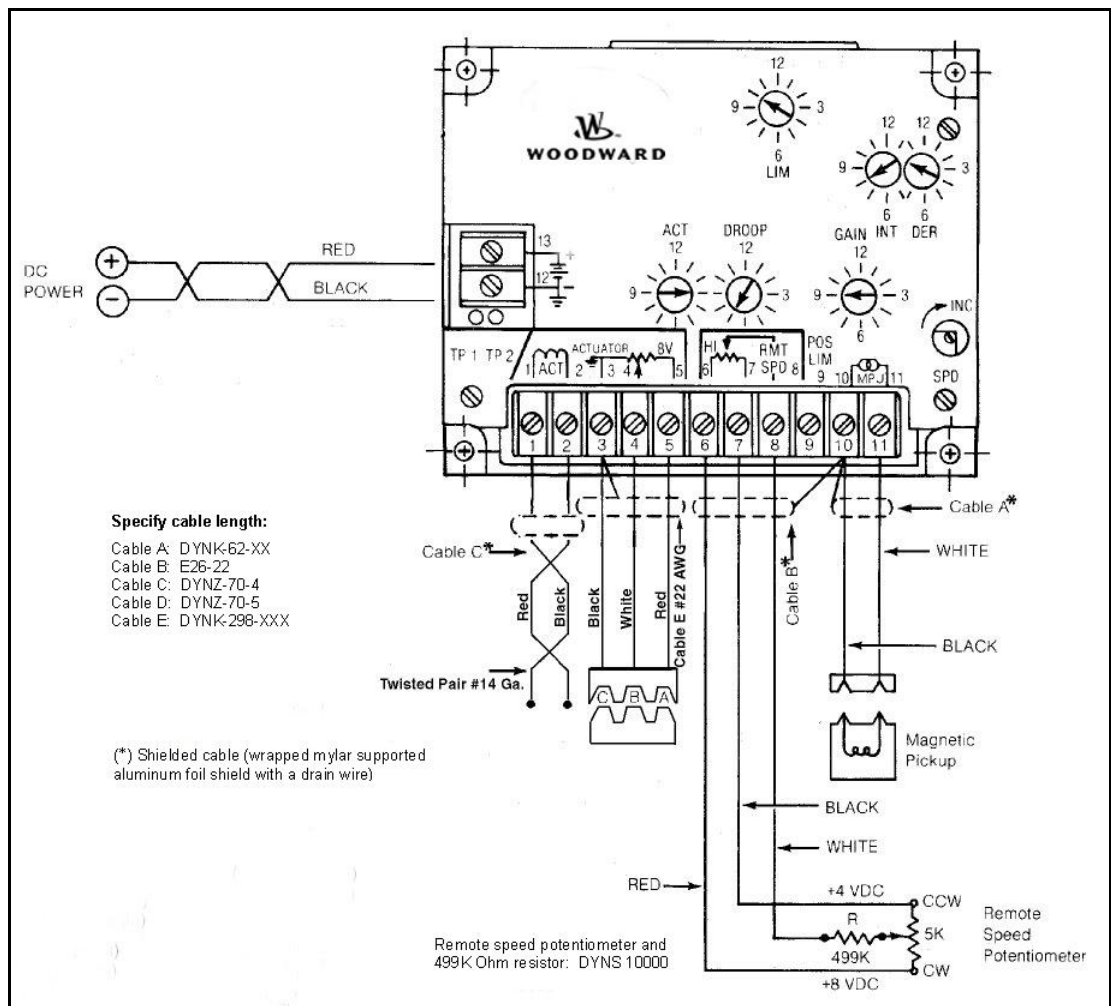 W
WOODWARD
12
9
3
6
LIM
12
12
9
3
6
6
INT
DER
ACT
12
9
DROOP
12
3
GAIN
12
9
3
6
INC
SPD
DC
POWER
+
−
RED
BLACK
13
12
+
TP 1 TP 2
1
ACT
2
ACTUATOR
3
4
8V
5
HI
6
7
RMT
SPD
8
POS
LIM
9
10
MPU
11
1 2 3 4 5 6 7 8 9 10 11
Specify cable length:
Cable A: DYNK-62-XX
Cable B: E26-22
Cable C: DYNZ-70-4
Cable D: DYNZ-70-5
Cable E: DYNK-298-XXX
Cable C*
Cable A*
WHITE
BLACK
Red
Black
Black
White
Red
Cable E #22 AWG
Cable B*
Twisted Pair #14 Ga.
C B A
Magnetic
Pickup
(*) Shielded cable (wrapped mylar supported
aluminum foil shield with a drain wire)
BLACK
WHITE
RED
+4 VDC
CCW
R
499K
5K
CW
+8 VDC
Remote
Speed
Potentiometer
Remote speed potentiometer and
499K Ohm resistor: DYNS 10000